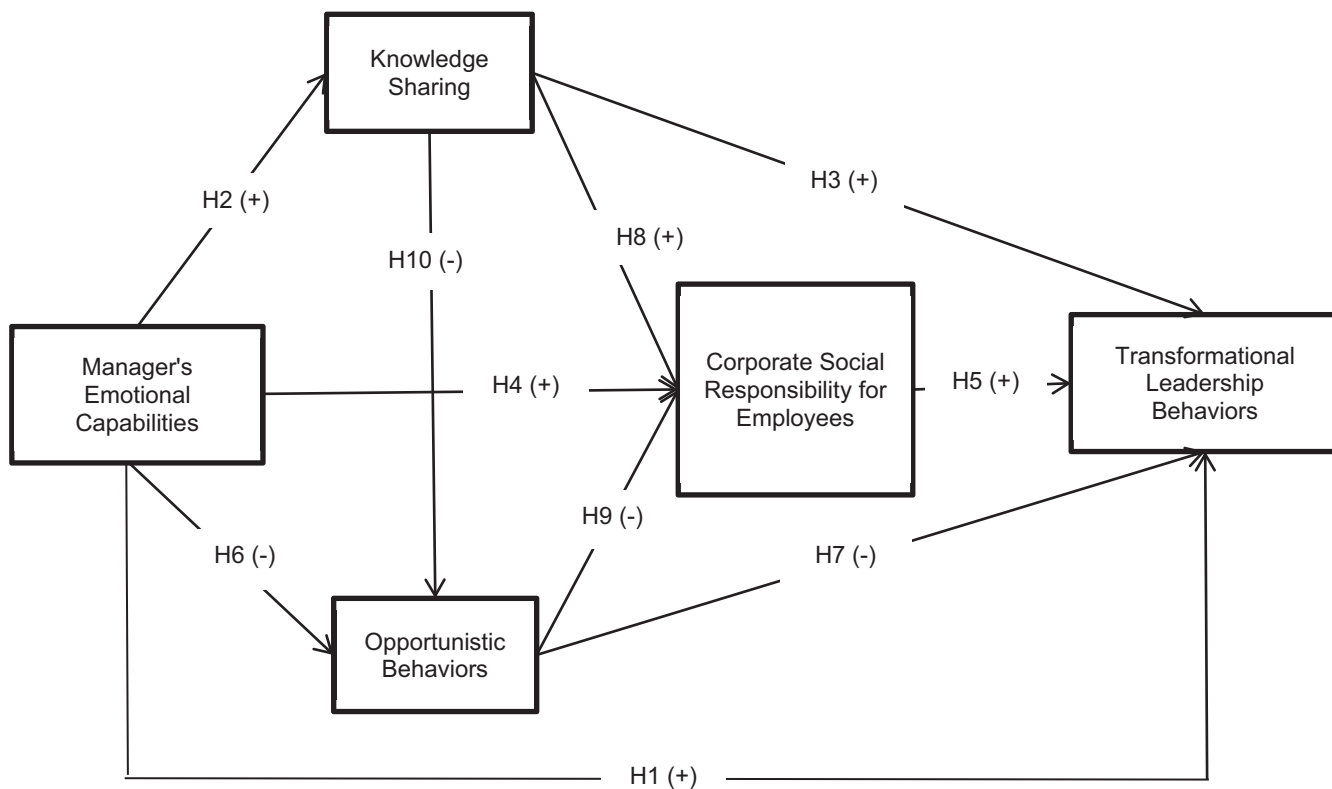 Knowledge
Sharing
H3 (+)
H2 (+)
H8 (+)
H10 (-)
Manager's
Emotional
Capabilities
H4 (+)
Corporate Social
Responsibility for
Employees
H5 (+)
Transformational
Leadership
Behaviors
H9 (-)
H6 (-)
H7 (-)
Opportunistic
Behaviors
H1 (+)